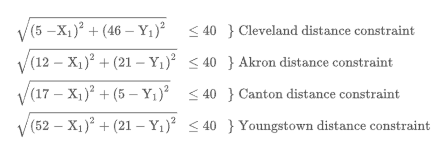 √(5 −X₁)² + (46 − Y₁)² ≤ 40 } Cleveland distance constraint
√(12 − X₁)² + (21 − Y₁)² ≤ 40 } Akron distance constraint
√(17 − X₁)² + (5 − Y₁)² ≤ 40 } Canton distance constraint
√(52 − X₁)² + (21 − Y₁)² ≤ 40 } Youngstown distance constraint